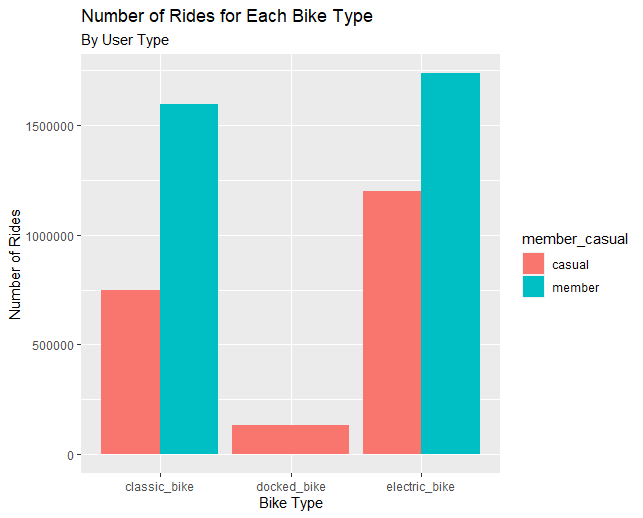 Number of Rides for Each Bike Type
By User Type
Number of Rides
1500000
1000000
500000
0
classic_bike
docked_bike
electric_bike
Bike Type
member_casual
casual
member